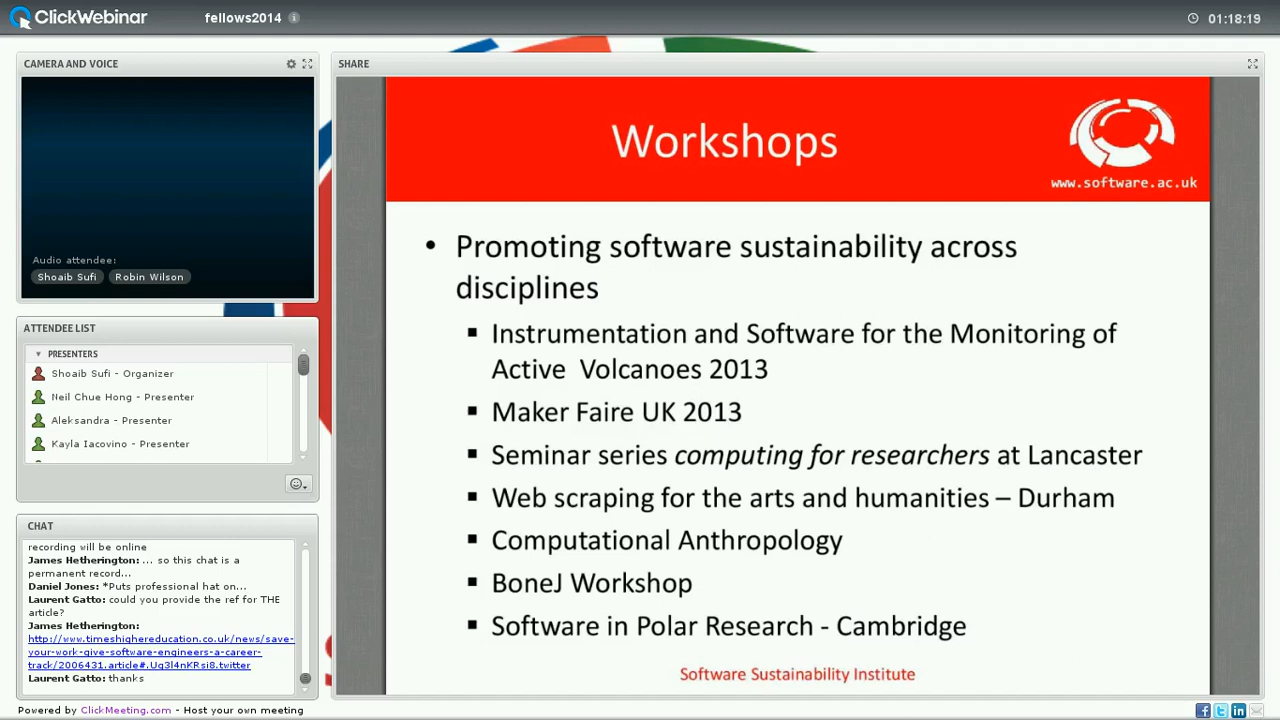 ClickWebinar
fellows2014
01:18:19
CAMERA AND VOICE
Audio attendee:
Shoaib Sufi
Robin Wilson
ATTENDEE LIST
PRESENTERS
Shoaib Sufi - Organizer
Neil Chue Hong - Presenter
Aleksandra - Presenter
Kayla Iacovino - Presenter
CHAT
recording will be online
James Hetherington: ... so this chat is a
permanent record...
Daniel Jones: *Puts professional hat on...
Laurent Gatto: could you provide the ref for THE
article?
James Hetherington:
http://www.timeshighereducation.co.uk/news/save-
your-work-give-software-engineers-a-career-
track/2006431.article#.Ug3l4nKRsi8.twitter
Laurent Gatto: thanks
Powered by ClickMeeting.com - Host your own meeting
SHARE
Workshops
www.software.ac.uk
• Promoting software sustainability across
disciplines
▪ Instrumentation and Software for the Monitoring of
Active Volcanoes 2013
▪ Maker Faire UK 2013
▪ Seminar series computing for researchers at Lancaster
▪ Web scraping for the arts and humanities – Durham
▪ Computational Anthropology
▪ BoneJ Workshop
▪ Software in Polar Research - Cambridge
Software Sustainability Institute